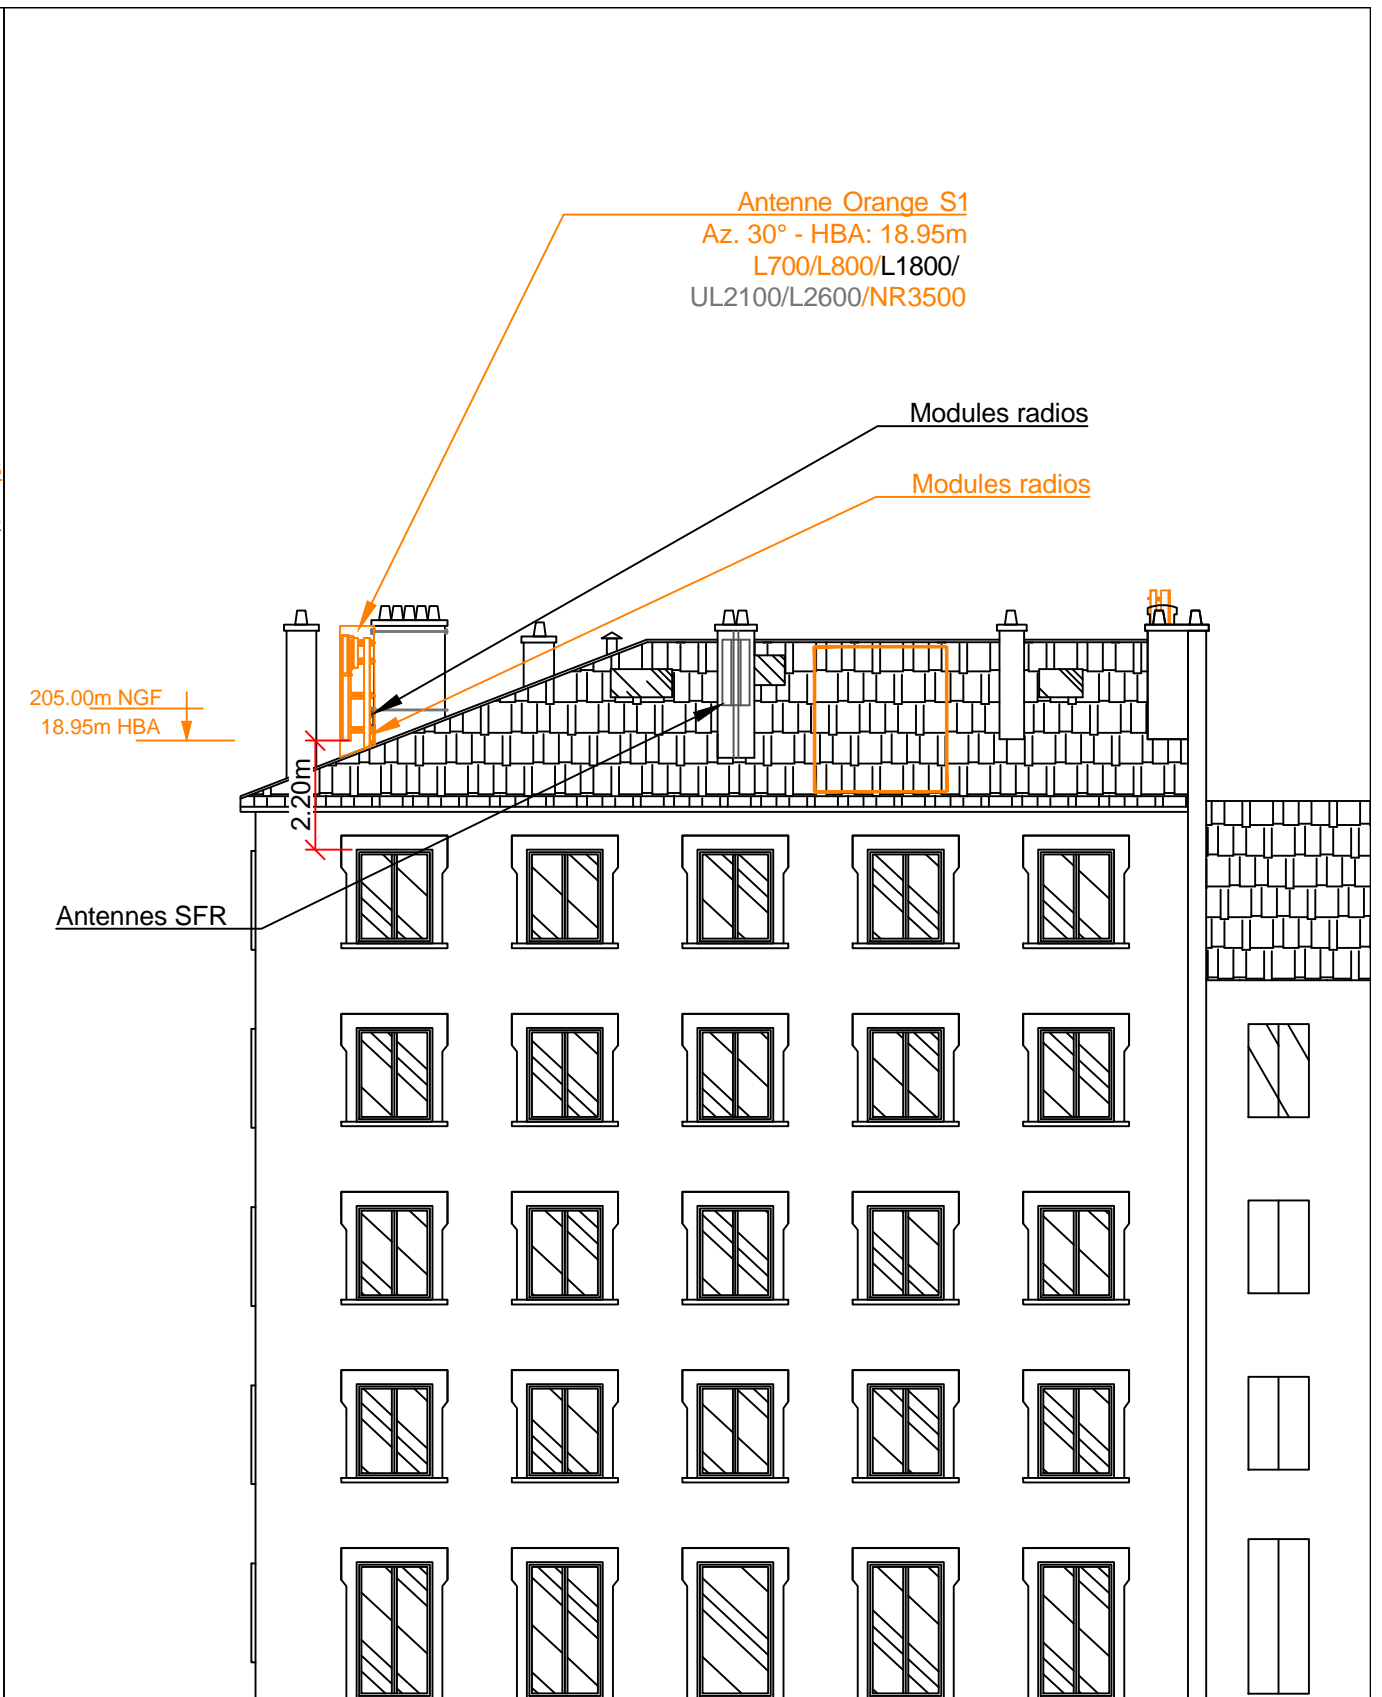 Antenne Orange S1
Az. 30° - HBA: 18.95m
L700/L800/L1800/
UL2100/L2600/NR3500
Modules radios
Modules radios
205.00m NGF
18.95m HBA
2.20m
Antennes SFR